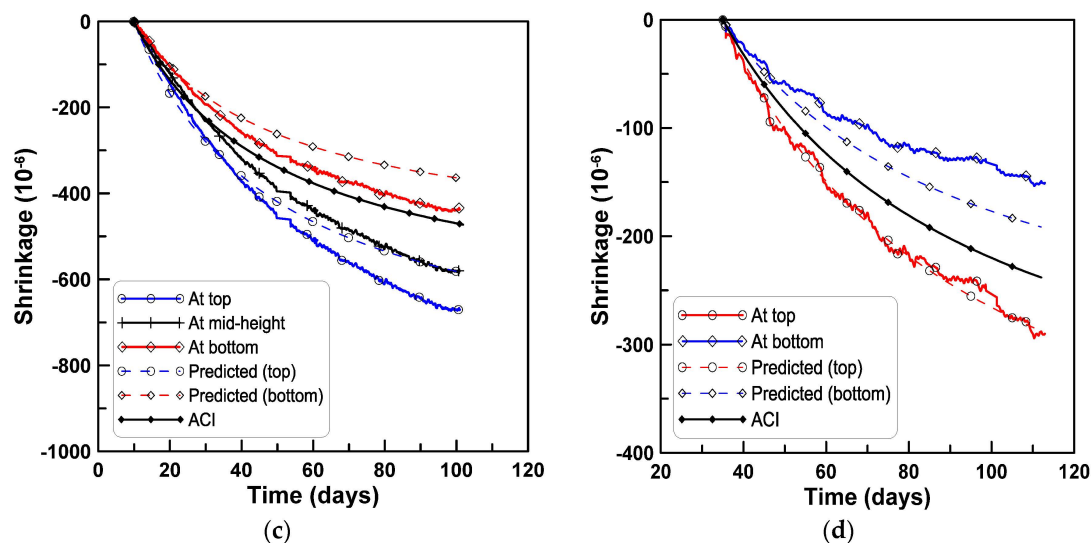 0
-200
-400
-600
-800
-1000
Shrinkage (10⁻⁶)
At top
At mid-height
At bottom
Predicted (top)
Predicted (bottom)
ACI
0 20 40 60 80 100 120
Time (days)
(c)
0
-100
-200
-300
-400
Shrinkage (10⁻⁶)
At top
At bottom
Predicted (top)
Predicted (bottom)
ACI
20 40 60 80 100 120
Time (days)
(d)